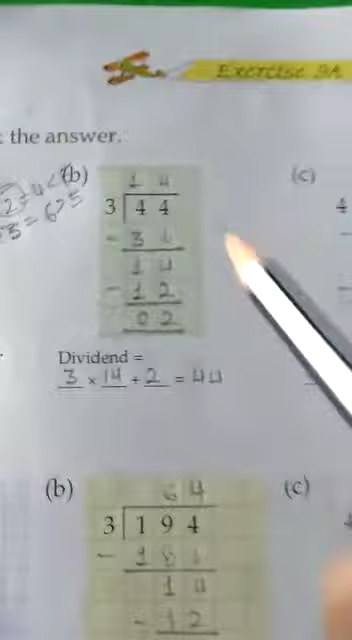 Exercise 9A
the answer.
(b) 14
(c)
3 44
4
- 3↓
14
- 12
02
Dividend =
3 × 14 + 2 = 44
(b) 64
(c)
3 194
- 18↓
14
- 12